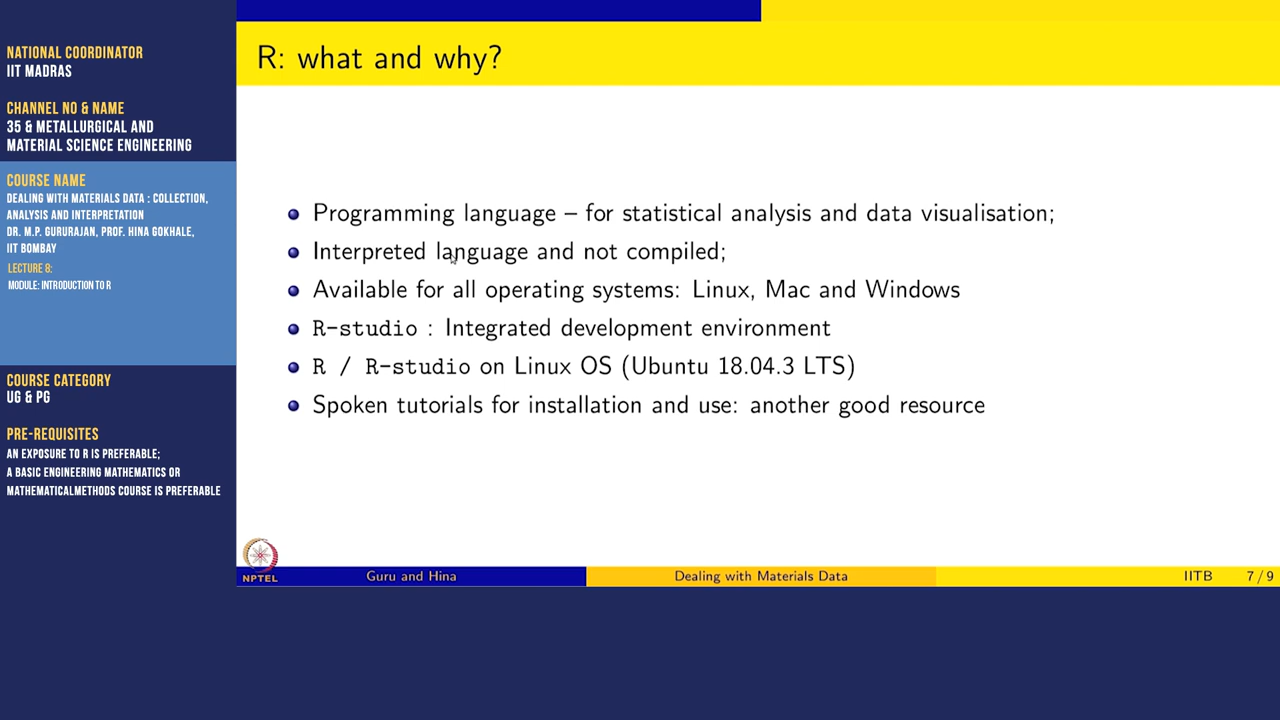 NATIONAL COORDINATOR
IIT MADRAS
CHANNEL NO & NAME
35 & METALLURGICAL AND
MATERIAL SCIENCE ENGINEERING
COURSE NAME
DEALING WITH MATERIALS DATA : COLLECTION,
ANALYSIS AND INTERPRETATION
DR. M.P. GURURAJAN, PROF. HINA GOKHALE,
IIT BOMBAY
LECTURE 8:
MODULE: INTRODUCTION TO R
COURSE CATEGORY
UG & PG
PRE-REQUISITES
AN EXPOSURE TO R IS PREFERABLE;
A BASIC ENGINEERING MATHEMATICS OR
MATHEMATICALMETHODS COURSE IS PREFERABLE
R: what and why?
Programming language – for statistical analysis and data visualisation;
Interpreted language and not compiled;
Available for all operating systems: Linux, Mac and Windows
R-studio : Integrated development environment
R / R-studio on Linux OS (Ubuntu 18.04.3 LTS)
Spoken tutorials for installation and use: another good resource
NPTEL
Guru and Hina
Dealing with Materials Data
IITB
7 / 9